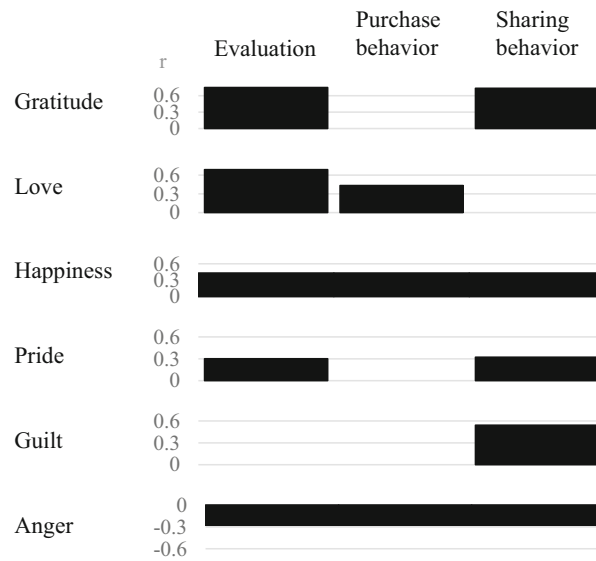 Evaluation
Purchase behavior
Sharing behavior
r
Gratitude
0.6
0.3
0
Love
0.6
0.3
0
Happiness
0.6
0.3
0
Pride
0.6
0.3
0
Guilt
0.6
0.3
0
Anger
0
-0.3
-0.6